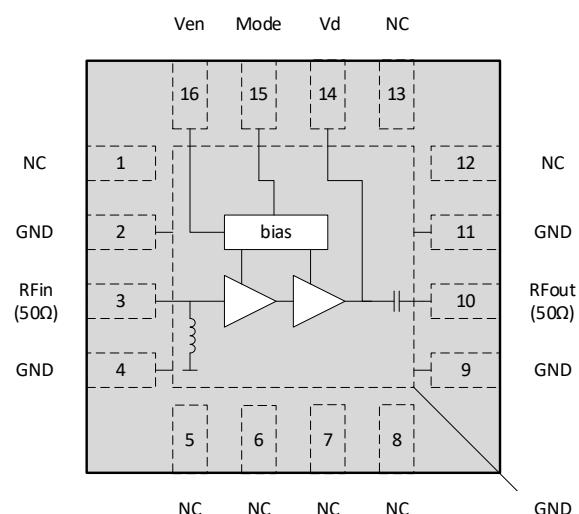 Ven Mode Vd NC
16 15 14 13
NC 1 12 NC
GND 2 bias 11 GND
RFin 3 10 RFout
(50Ω) (50Ω)
GND 4 9 GND
5 6 7 8
NC NC NC NC GND